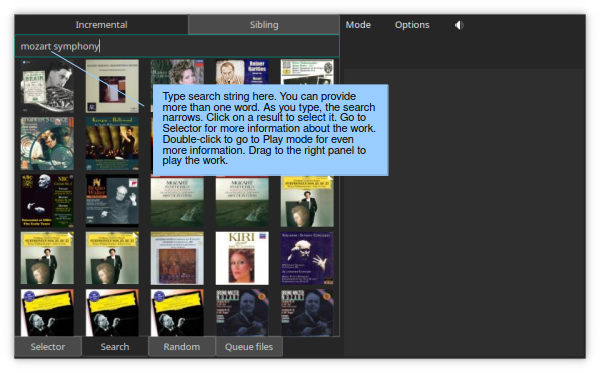 Incremental Sibling Mode Options
mozart symphony
Type search string here. You can provide
more than one word. As you type, the search
narrows. Click on a result to select it. Go to
Selector for more information about the work.
Double-click to go to Play mode for even
more information. Drag to the right panel to
play the work.
MOZART MOZART
KIRI
Selector Search Random Queue files